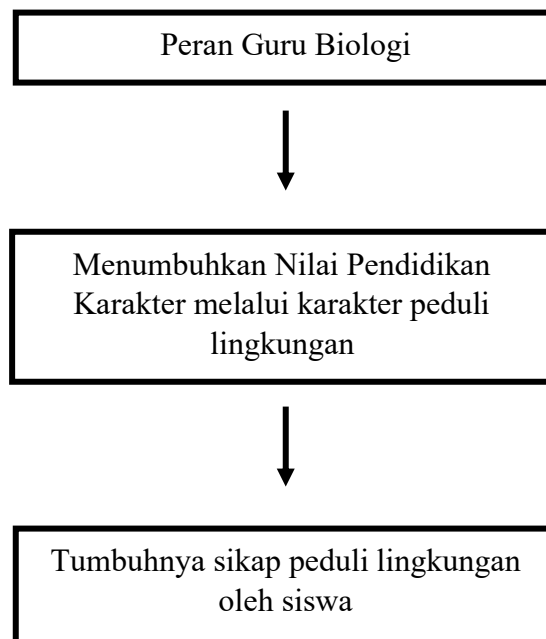 Peran Guru Biologi
Menumbuhkan Nilai Pendidikan
Karakter melalui karakter peduli
lingkungan
Tumbuhnya sikap peduli lingkungan
oleh siswa